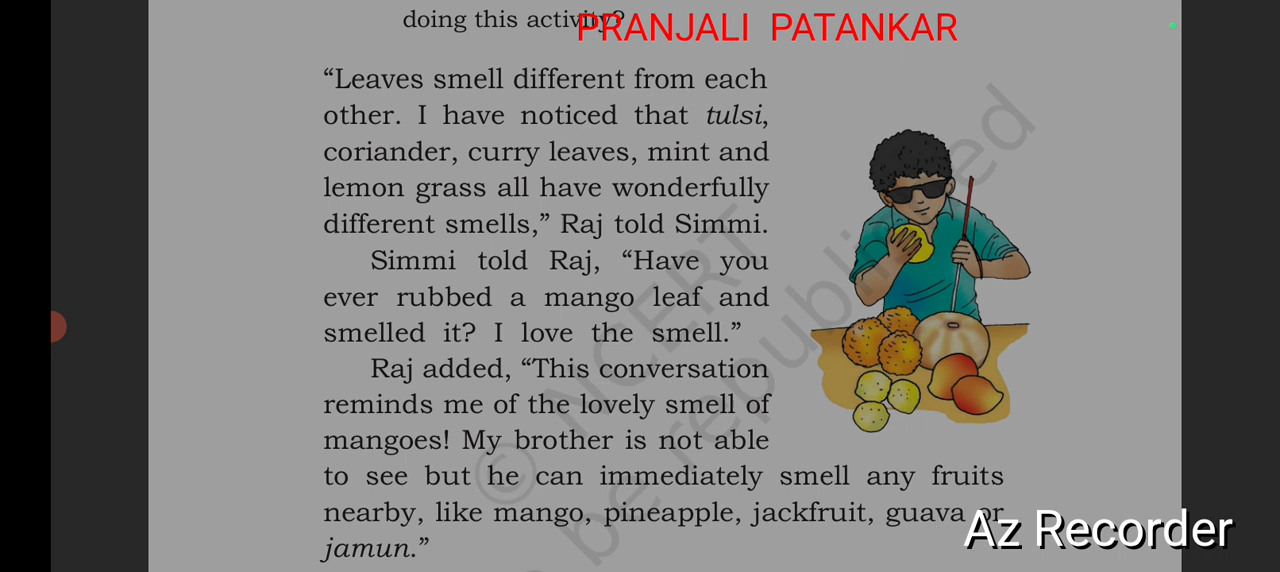 doing this activity?
PRANJALI PATANKAR
“Leaves smell different from each
other. I have noticed that tulsi,
coriander, curry leaves, mint and
lemon grass all have wonderfully
different smells,” Raj told Simmi.
Simmi told Raj, “Have you
ever rubbed a mango leaf and
smelled it? I love the smell.”
Raj added, “This conversation
reminds me of the lovely smell of
mangoes! My brother is not able
to see but he can immediately smell any fruits
nearby, like mango, pineapple, jackfruit, guava or
jamun.”
© NCERT
be republished
Az Recorder